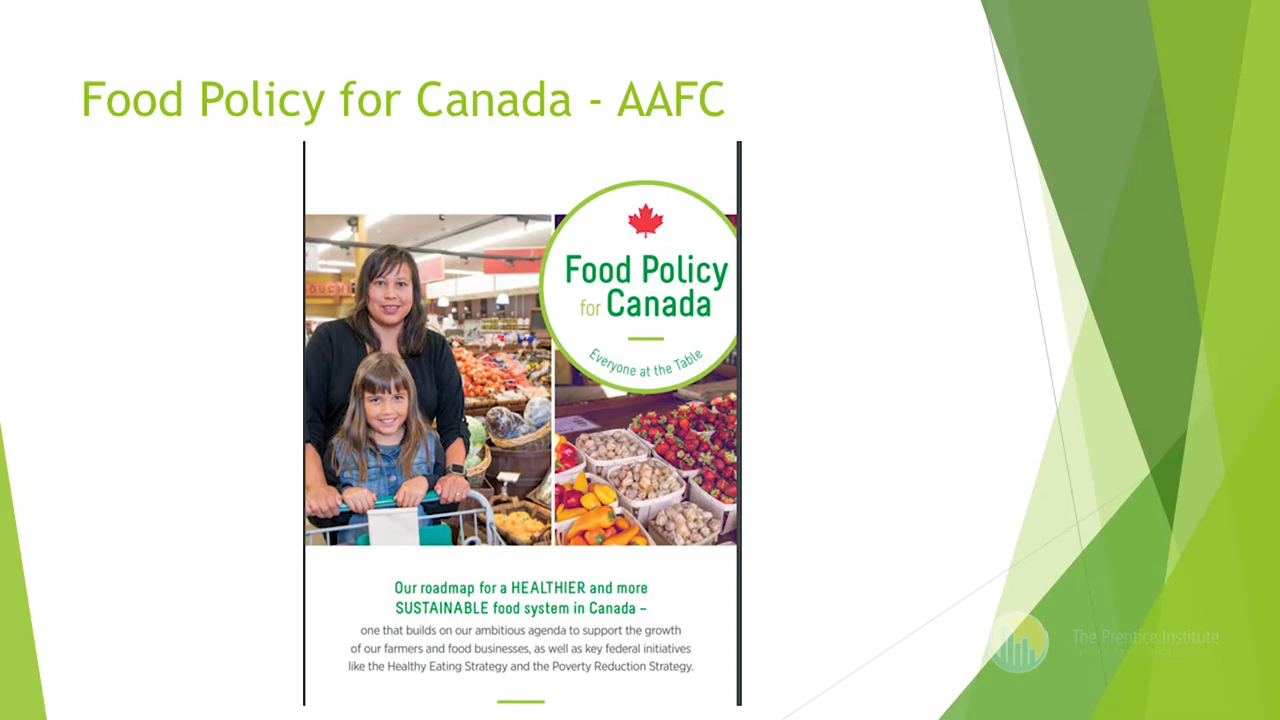 Food Policy for Canada - AAFC
Food Policy
for Canada
Everyone at the Table
Our roadmap for a HEALTHIER and more
SUSTAINABLE food system in Canada –
one that builds on our ambitious agenda to support the growth
of our farmers and food businesses, as well as key federal initiatives
like the Healthy Eating Strategy and the Poverty Reduction Strategy.
The Prentice Institute